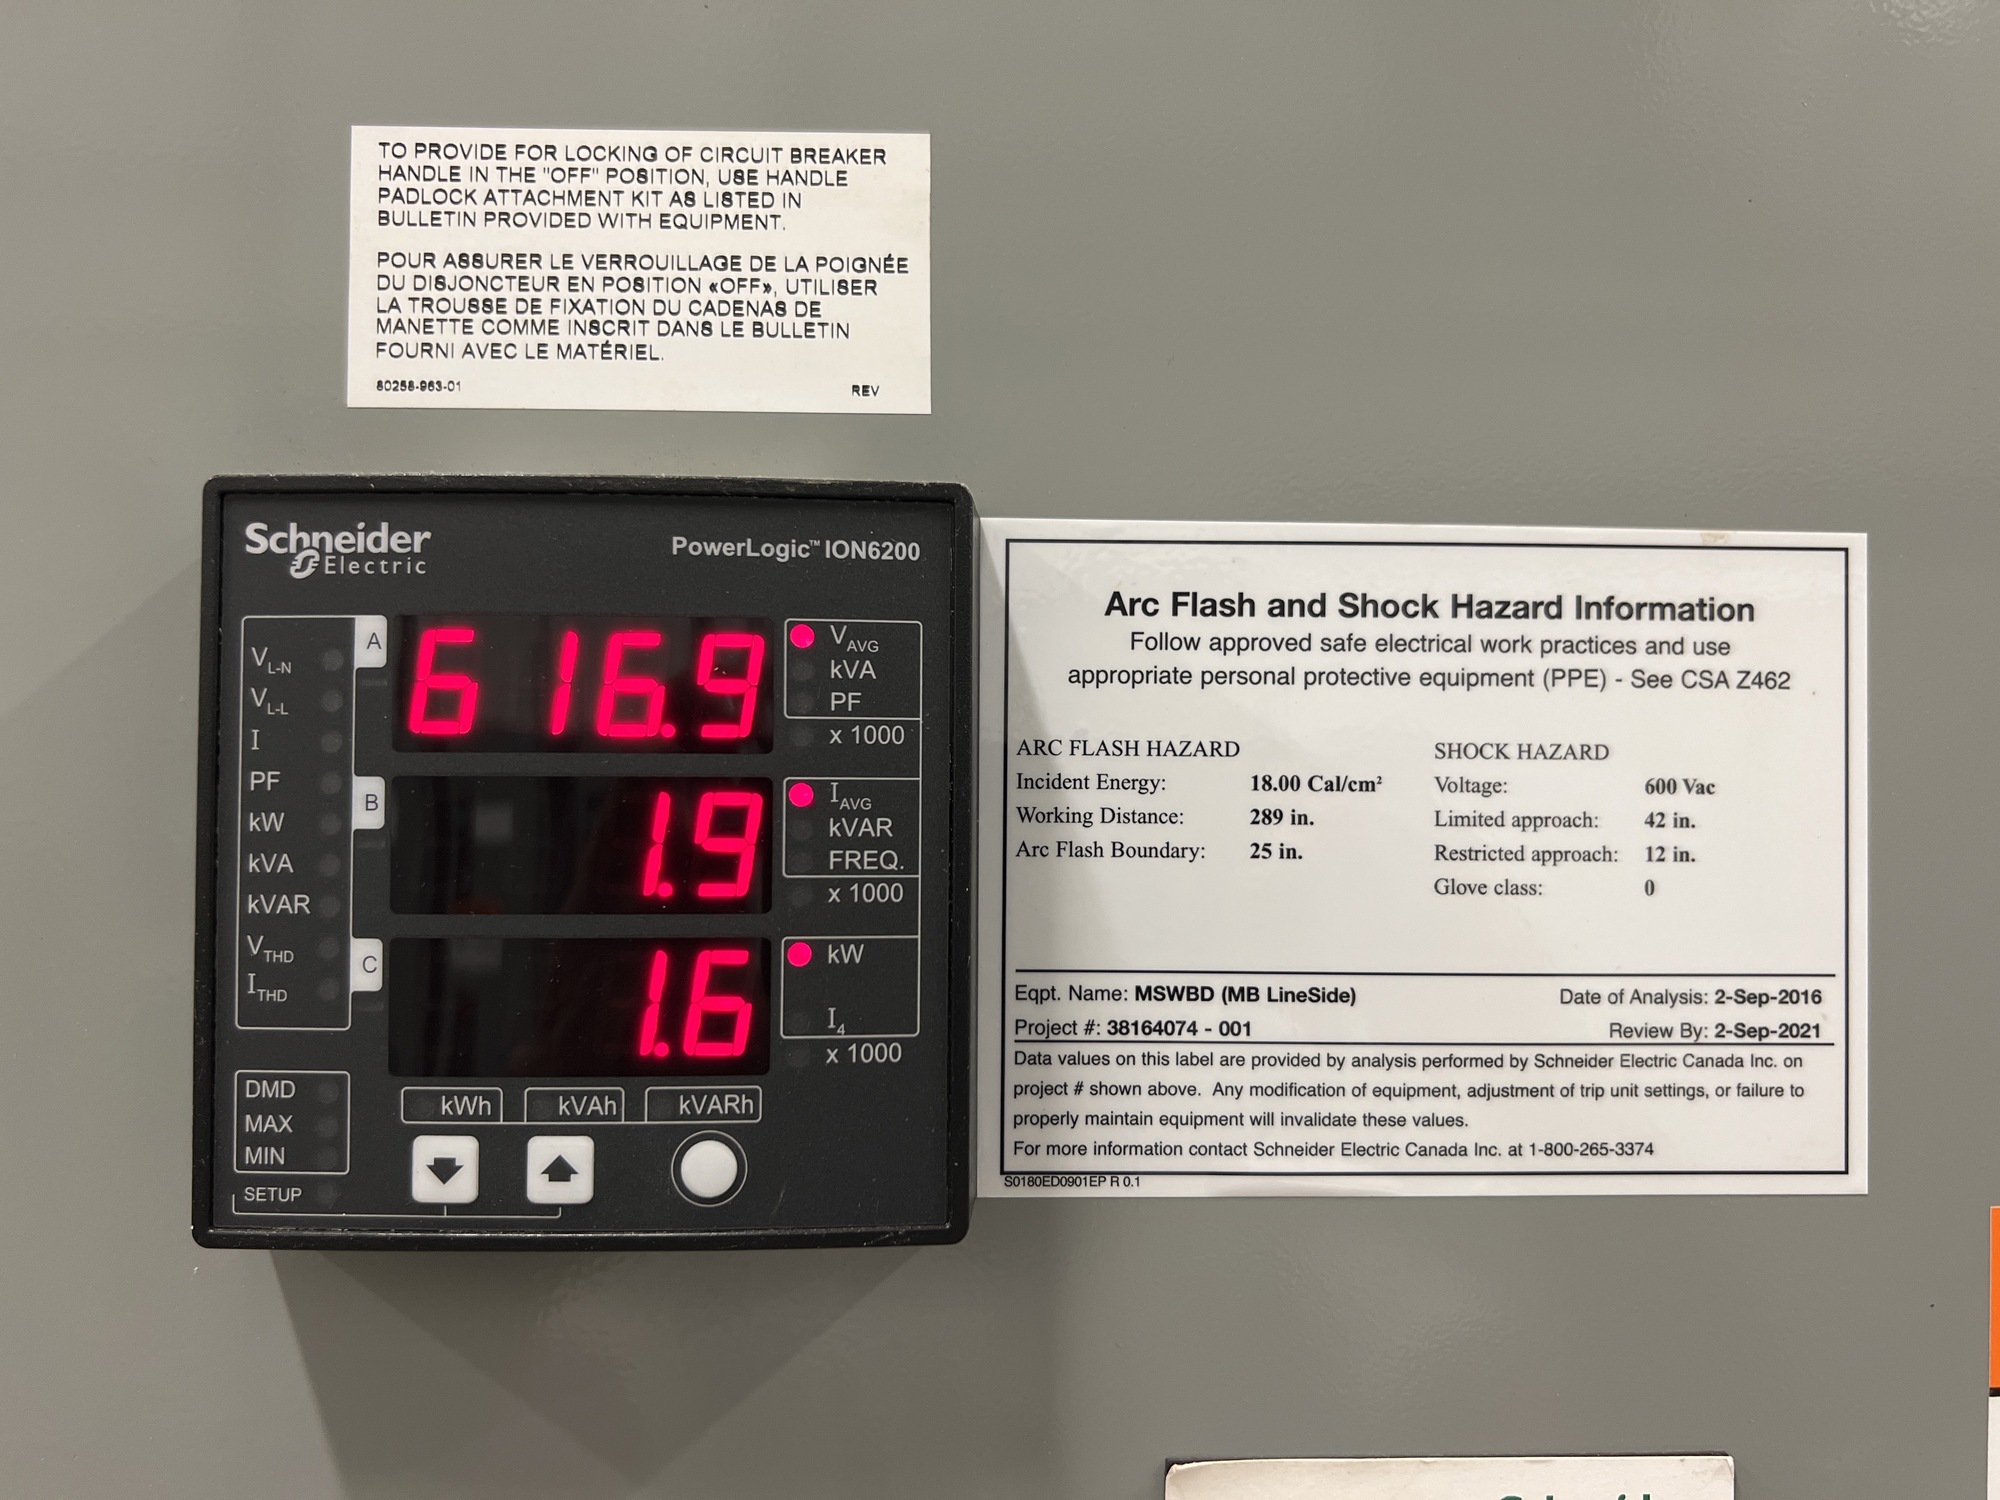 TO PROVIDE FOR LOCKING OF CIRCUIT BREAKER
HANDLE IN THE "OFF" POSITION, USE HANDLE
PADLOCK ATTACHMENT KIT AS LISTED IN
BULLETIN PROVIDED WITH EQUIPMENT.
POUR ASSURER LE VERROUILLAGE DE LA POIGNÉE
DU DISJONCTEUR EN POSITION «OFF», UTILISER
LA TROUSSE DE FIXATION DU CADENAS DE
MANETTE COMME INSCRIT DANS LE BULLETIN
FOURNI AVEC LE MATÉRIEL.
80258-963-01 REV
Schneider
Electric
PowerLogic™ ION6200
VL-N
VL-L
I
PF
kW
kVA
kVAR
VTHD
ITHD
A
616.9
VAVG
kVA
PF
x 1000
B
1.9
IAVG
kVAR
FREQ.
x 1000
C
1.6
kW
I4
x 1000
DMD
MAX
MIN
SETUP
kWh kVAh kVARh
Arc Flash and Shock Hazard Information
Follow approved safe electrical work practices and use
appropriate personal protective equipment (PPE) - See CSA Z462
ARC FLASH HAZARD
Incident Energy: 18.00 Cal/cm²
Working Distance: 289 in.
Arc Flash Boundary: 25 in.
SHOCK HAZARD
Voltage: 600 Vac
Limited approach: 42 in.
Restricted approach: 12 in.
Glove class: 0
Eqpt. Name: MSWBD (MB LineSide) Date of Analysis: 2-Sep-2016
Project #: 38164074 - 001 Review By: 2-Sep-2021
Data values on this label are provided by analysis performed by Schneider Electric Canada Inc. on
project # shown above. Any modification of equipment, adjustment of trip unit settings, or failure to
properly maintain equipment will invalidate these values.
For more information contact Schneider Electric Canada Inc. at 1-800-265-3374
S0180ED0901EP R 0.1